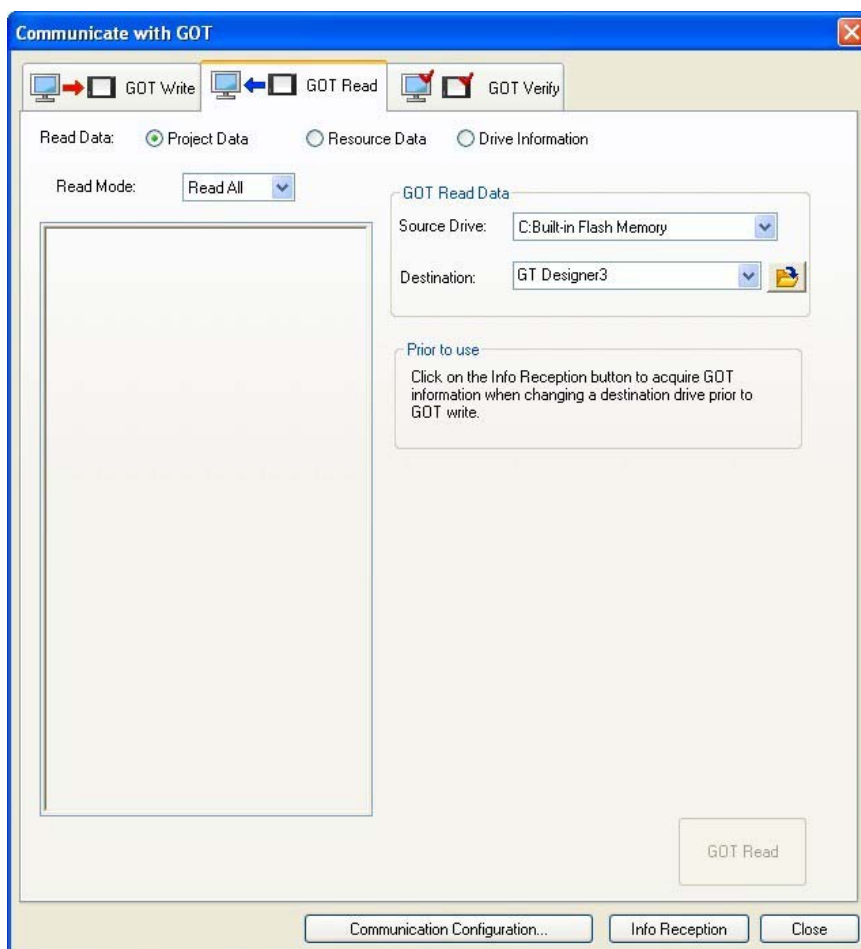 Communicate with GOT
GOT Write
GOT Read
GOT Verify
Read Data:
Project Data
Resource Data
Drive Information
Read Mode:
Read All
GOT Read Data
Source Drive:
C:Built-in Flash Memory
Destination:
GT Designer3
Prior to use
Click on the Info Reception button to acquire GOT
information when changing a destination drive prior to
GOT write.
GOT Read
Communication Configuration...
Info Reception
Close